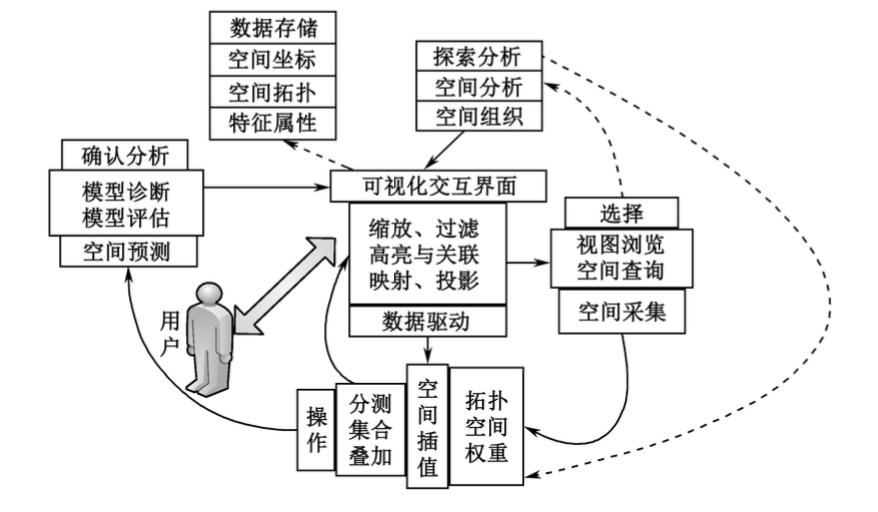 数据存储
空间坐标
空间拓扑
特征属性
探索分析
空间分析
空间组织
确认分析
模型诊断
模型评估
空间预测
可视化交互界面
缩放、过滤
高亮与关联
映射、投影
数据驱动
选择
视图浏览
空间查询
空间采集
用户
操作
分测
集合
叠加
空间插值
拓扑
空间
权重